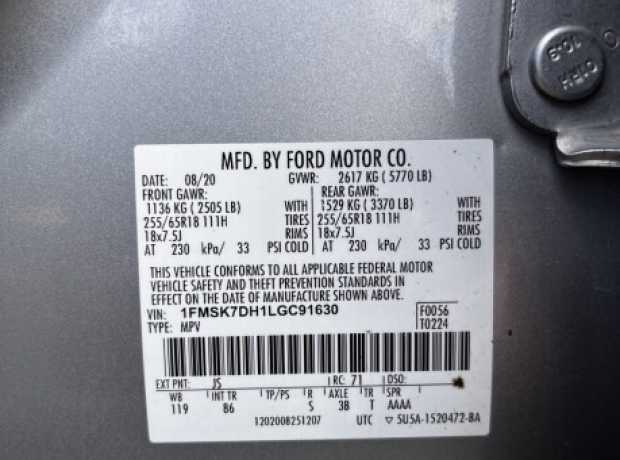 MFD. BY FORD MOTOR CO.
DATE: 08/20 GVWR: 2617 KG ( 5770 LB)
FRONT GAWR: REAR GAWR:
1136 KG ( 2505 LB) WITH 1529 KG ( 3370 LB) WITH
255/65R18 111H TIRES 255/65R18 111H TIRES
18x7.5J RIMS 18x7.5J RIMS
AT 230 kPa/ 33 PSI COLD AT 230 kPa/ 33 PSI COLD
THIS VEHICLE CONFORMS TO ALL APPLICABLE FEDERAL MOTOR
VEHICLE SAFETY AND THEFT PREVENTION STANDARDS IN
EFFECT ON THE DATE OF MANUFACTURE SHOWN ABOVE.
VIN: 1FMSK7DH1LGC91630 F0056
TYPE: MPV T0224
EXT PNT: JS RC: 71 DSO:
WB INT TR TP/PS R AXLE TR SPR
119 86 S 3B T AAAA
1202008251207 UTC ▽ 5U5A-1520472-BA
10.9